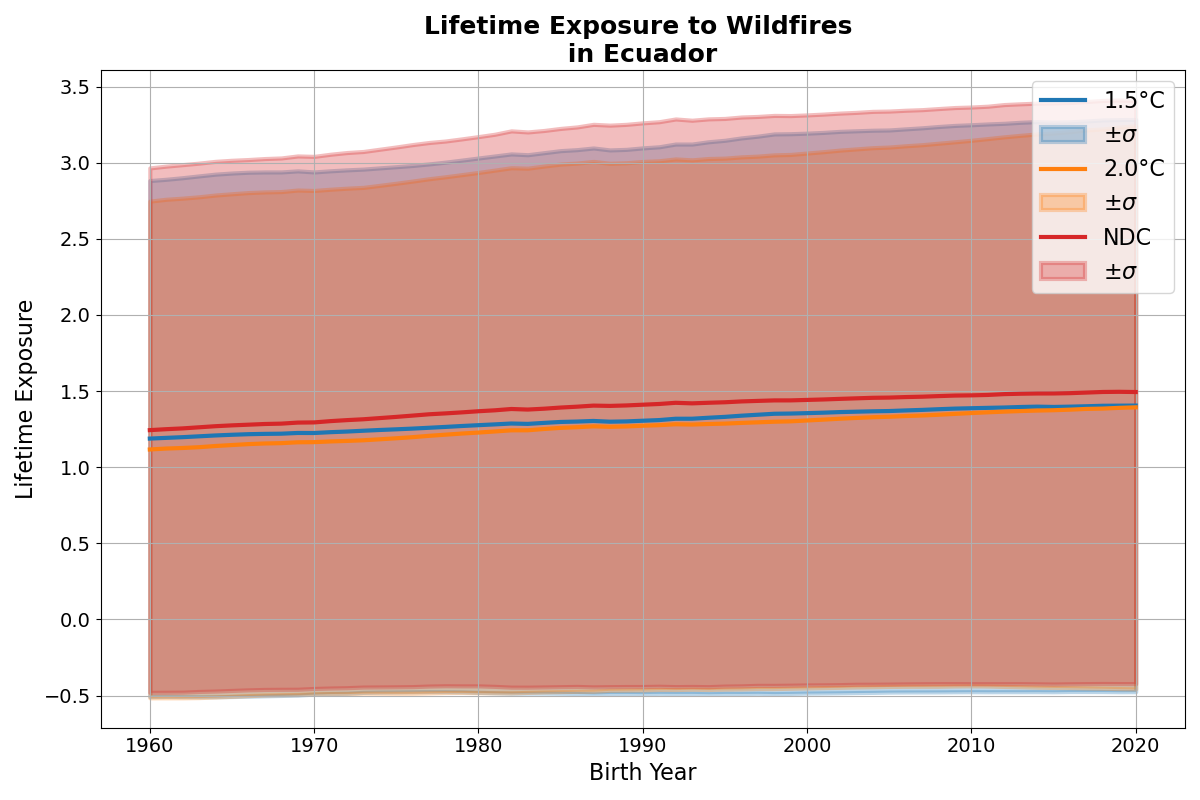 Lifetime Exposure to Wildfires
in Ecuador
3.5
3.0
2.5
2.0
1.5
1.0
0.5
0.0
−0.5
Lifetime Exposure
1960
1970
1980
1990
2000
2010
2020
Birth Year
1.5°C
±σ
2.0°C
±σ
NDC
±σ